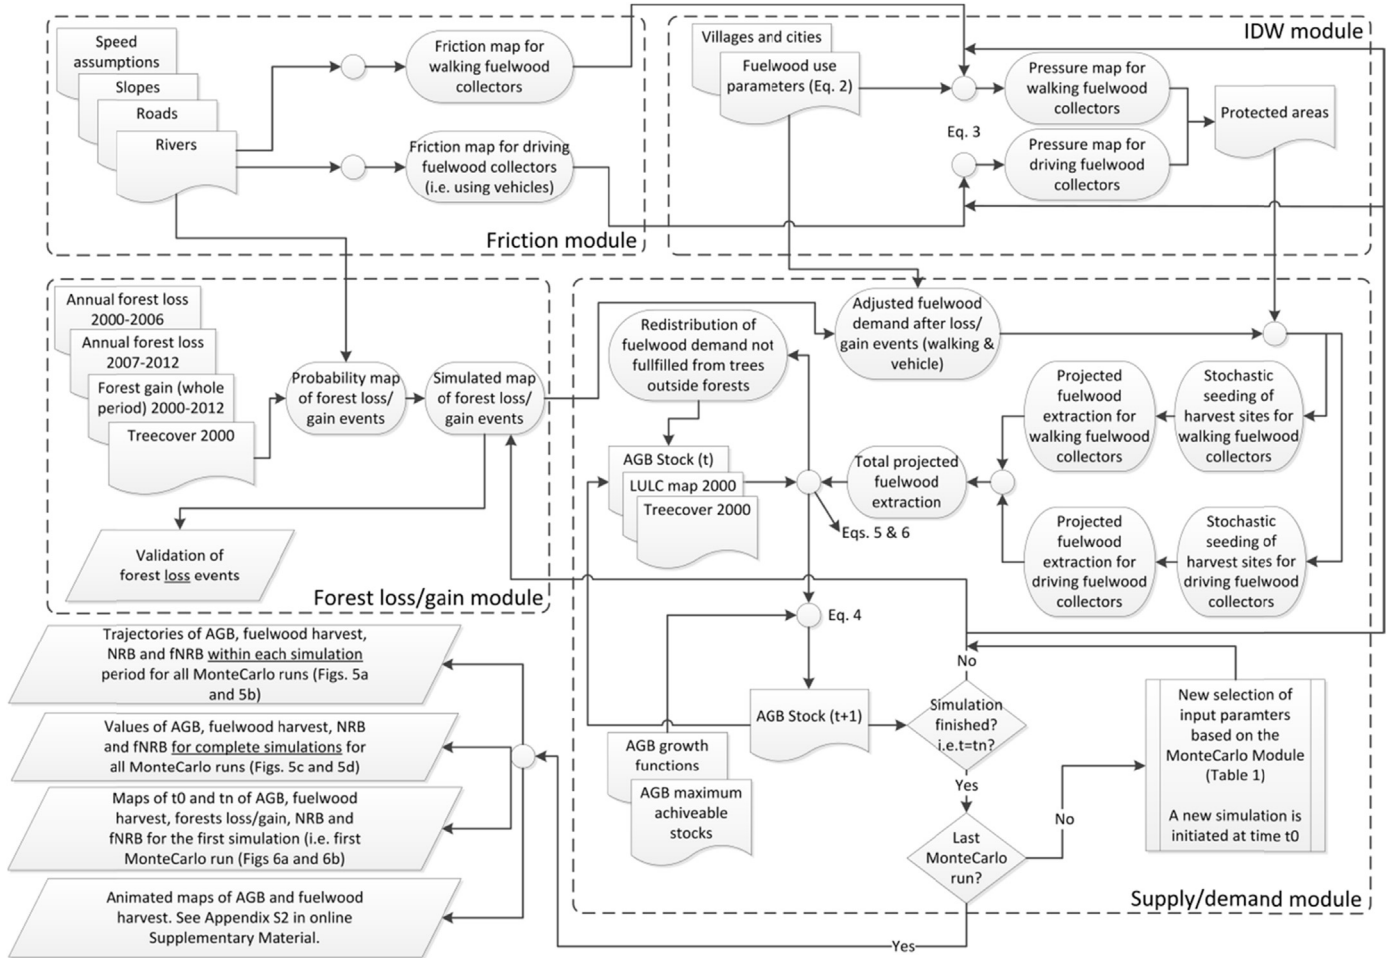 Speed
assumptions
Slopes
Roads
Rivers
Friction map for
walking fuelwood
collectors
Friction map for driving
fuelwood collectors
(i.e. using vehicles)
Friction module
Villages and cities
Fuelwood use
parameters (Eq. 2)
Eq. 3
Pressure map for
walking fuelwood
collectors
Pressure map for
driving fuelwood
collectors
Protected areas
IDW module
Annual forest loss
2000-2006
Annual forest loss
2007-2012
Forest gain (whole
period) 2000-2012
Treecover 2000
Probability map
of forest loss/
gain events
Simulated map
of forest loss/
gain events
Validation of
forest loss events
Forest loss/gain module
Redistribution of
fuelwood demand not
fullfilled from trees
outside forests
Adjusted fuelwood
demand after loss/
gain events (walking &
vehicle)
AGB Stock (t)
LULC map 2000
Treecover 2000
Total projected
fuelwood
extraction
Eqs. 5 & 6
Projected
fuelwood
extraction for
walking fuelwood
collectors
Stochastic
seeding of
harvest sites for
walking fuelwood
collectors
Projected
fuelwood
extraction for
driving fuelwood
collectors
Stochastic
seeding of
harvest sites for
driving fuelwood
collectors
Eq. 4
AGB Stock (t+1)
AGB growth
functions
AGB maximum
achiveable
stocks
No
Simulation
finished?
i.e.t=tn?
Yes
Last
MonteCarlo
run?
No
Yes
New selection of
input paramters
based on the
MonteCarlo Module
(Table 1)
A new simulation is
initiated at time t0
Supply/demand module
Trajectories of AGB, fuelwood harvest,
NRB and fNRB within each simulation
period for all MonteCarlo runs (Figs. 5a
and 5b)
Values of AGB, fuelwood harvest, NRB
and fNRB for complete simulations for
all MonteCarlo runs (Figs. 5c and 5d)
Maps of t0 and tn of AGB, fuelwood
harvest, forests loss/gain, NRB and
fNRB for the first simulation (i.e. first
MonteCarlo run (Figs 6a and 6b)
Animated maps of AGB and fuelwood
harvest. See Appendix S2 in online
Supplementary Material.